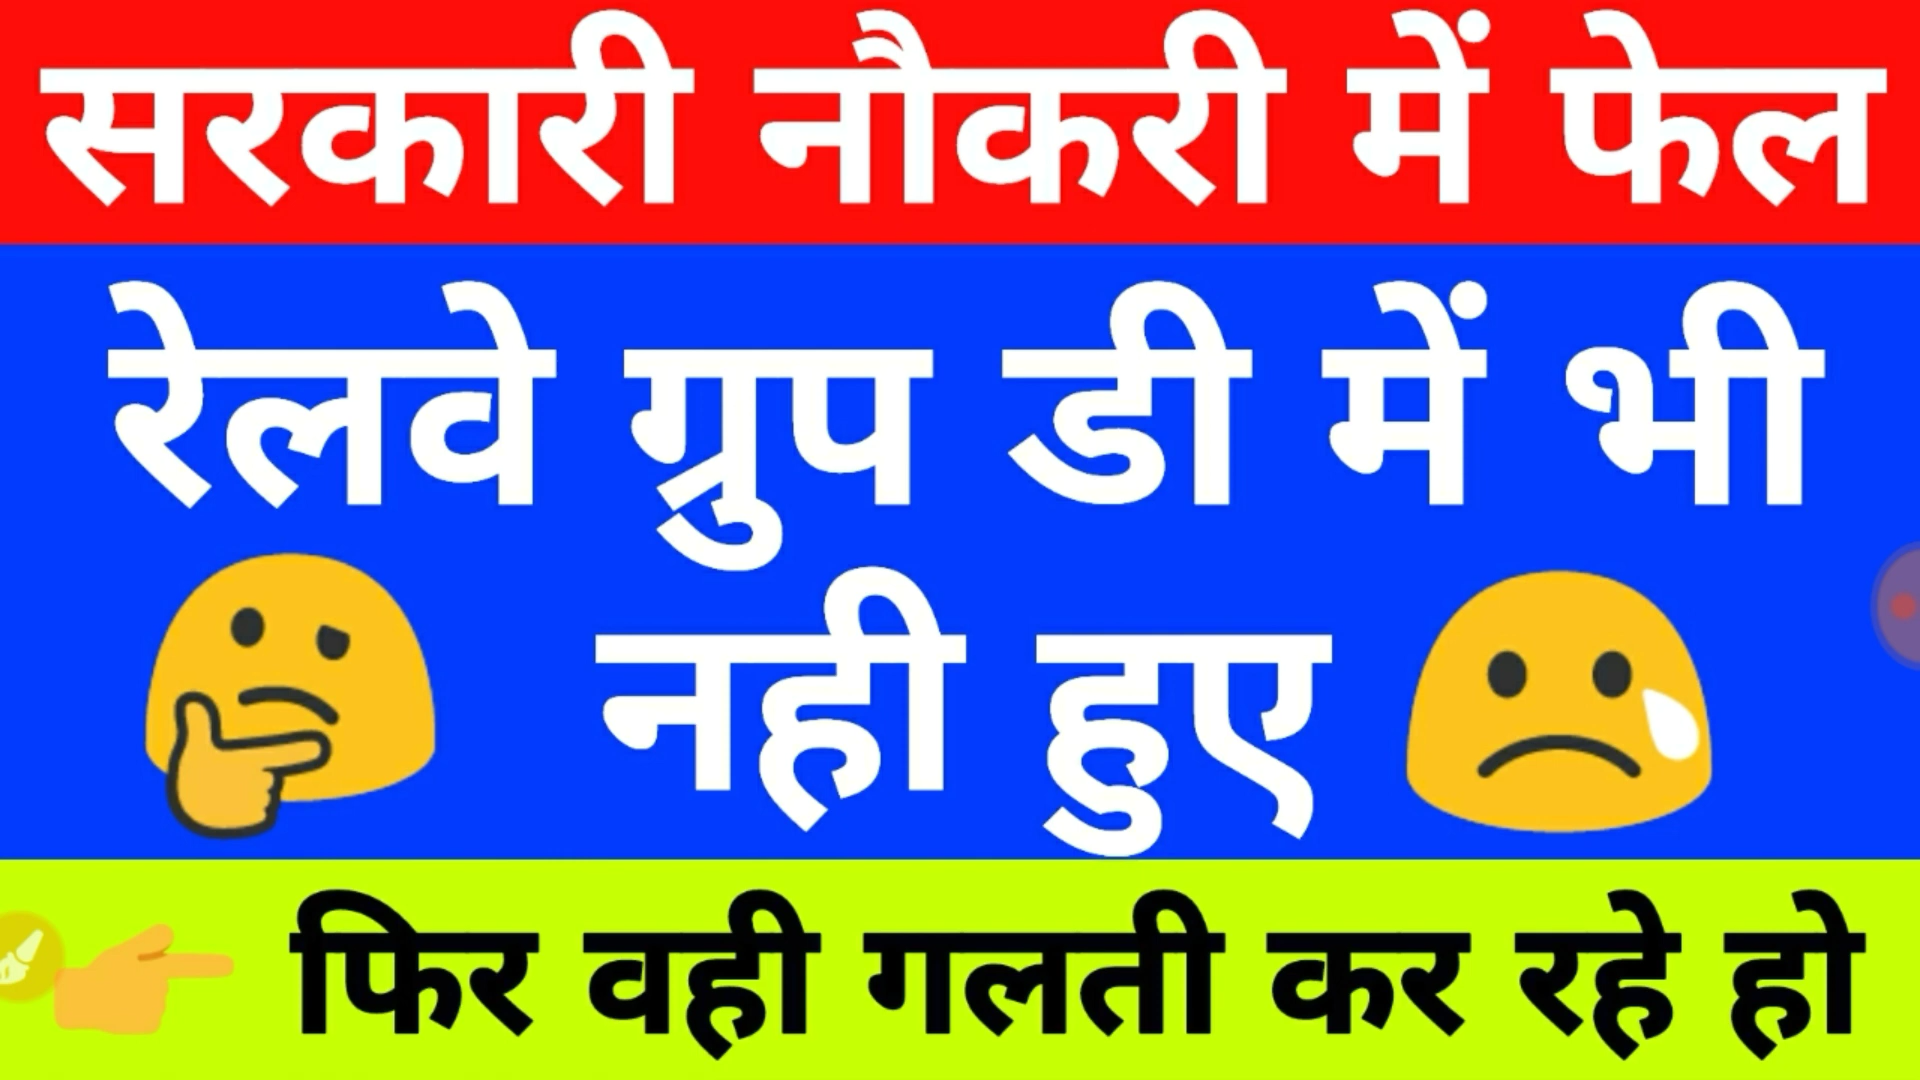 सरकारी नौकरी में फेल
रेलवे ग्रुप डी में भी
नही हुए
फिर वही गलती कर रहे हो